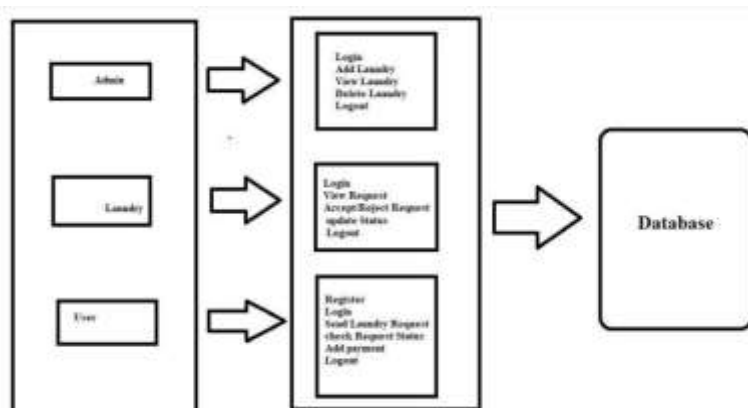 Admin
Login
Add Laundry
View Laundry
Delete Laundry
Logout
Laundry
Login
View Request
Accept/Reject Request
update Status
Logout
User
Register
Login
Send Laundry Request
check Request Status
Add payment
Logout
Database